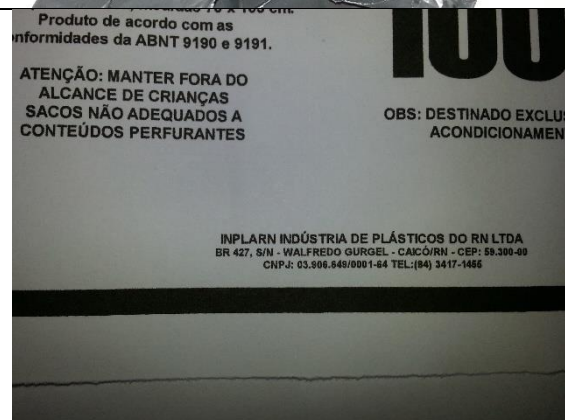 Produto de acordo com as
nformidades da ABNT 9190 e 9191.
ATENÇÃO: MANTER FORA DO
ALCANCE DE CRIANÇAS
SACOS NÃO ADEQUADOS A
CONTEÚDOS PERFURANTES
100
OBS: DESTINADO EXCLUS
ACONDICIONAMEN
INPLARN INDÚSTRIA DE PLÁSTICOS DO RN LTDA
BR 427, S/N - WALFREDO GURGEL - CAICÓ/RN - CEP: 59.300-00
CNPJ: 03.906.649/0001-64 TEL:(84) 3417-1455